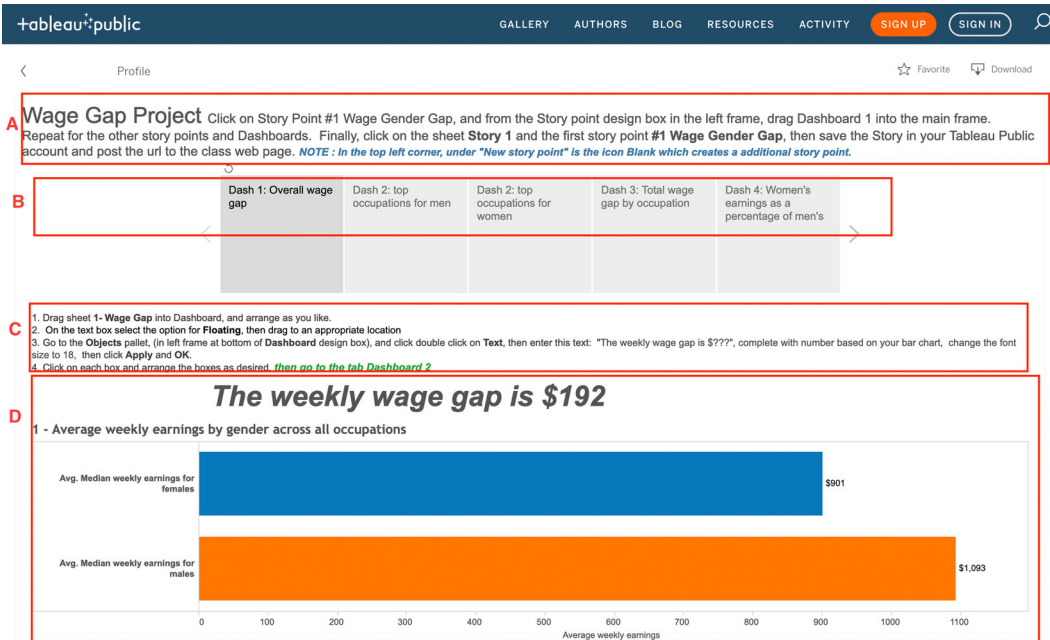 +ableau+public
GALLERY AUTHORS BLOG RESOURCES ACTIVITY SIGN UP SIGN IN
Profile
Favorite Download
A
Wage Gap Project Click on Story Point #1 Wage Gender Gap, and from the Story point design box in the left frame, drag Dashboard 1 into the main frame.
Repeat for the other story points and Dashboards. Finally, click on the sheet Story 1 and the first story point #1 Wage Gender Gap, then save the Story in your Tableau Public
account and post the url to the class web page. NOTE : In the top left corner, under "New story point" is the icon Blank which creates a additional story point.
B
Dash 1: Overall wage
gap
Dash 2: top
occupations for men
Dash 2: top
occupations for
women
Dash 3: Total wage
gap by occupation
Dash 4: Women's
earnings as a
percentage of men's
C
1. Drag sheet 1- Wage Gap into Dashboard, and arrange as you like.
2. On the text box select the option for Floating, then drag to an appropriate location
3. Go to the Objects pallet, (in left frame at bottom of Dashboard design box), and click double click on Text, then enter this text: "The weekly wage gap is $???", complete with number based on your bar chart, change the font
size to 18, then click Apply and OK.
4. Click on each box and arrange the boxes as desired, then go to the tab Dashboard 2
D
The weekly wage gap is $192
1 - Average weekly earnings by gender across all occupations
Avg. Median weekly earnings for
females
$901
Avg. Median weekly earnings for
males
$1,093
0 100 200 300 400 500 600 700 800 900 1000 1100
Average weekly earnings